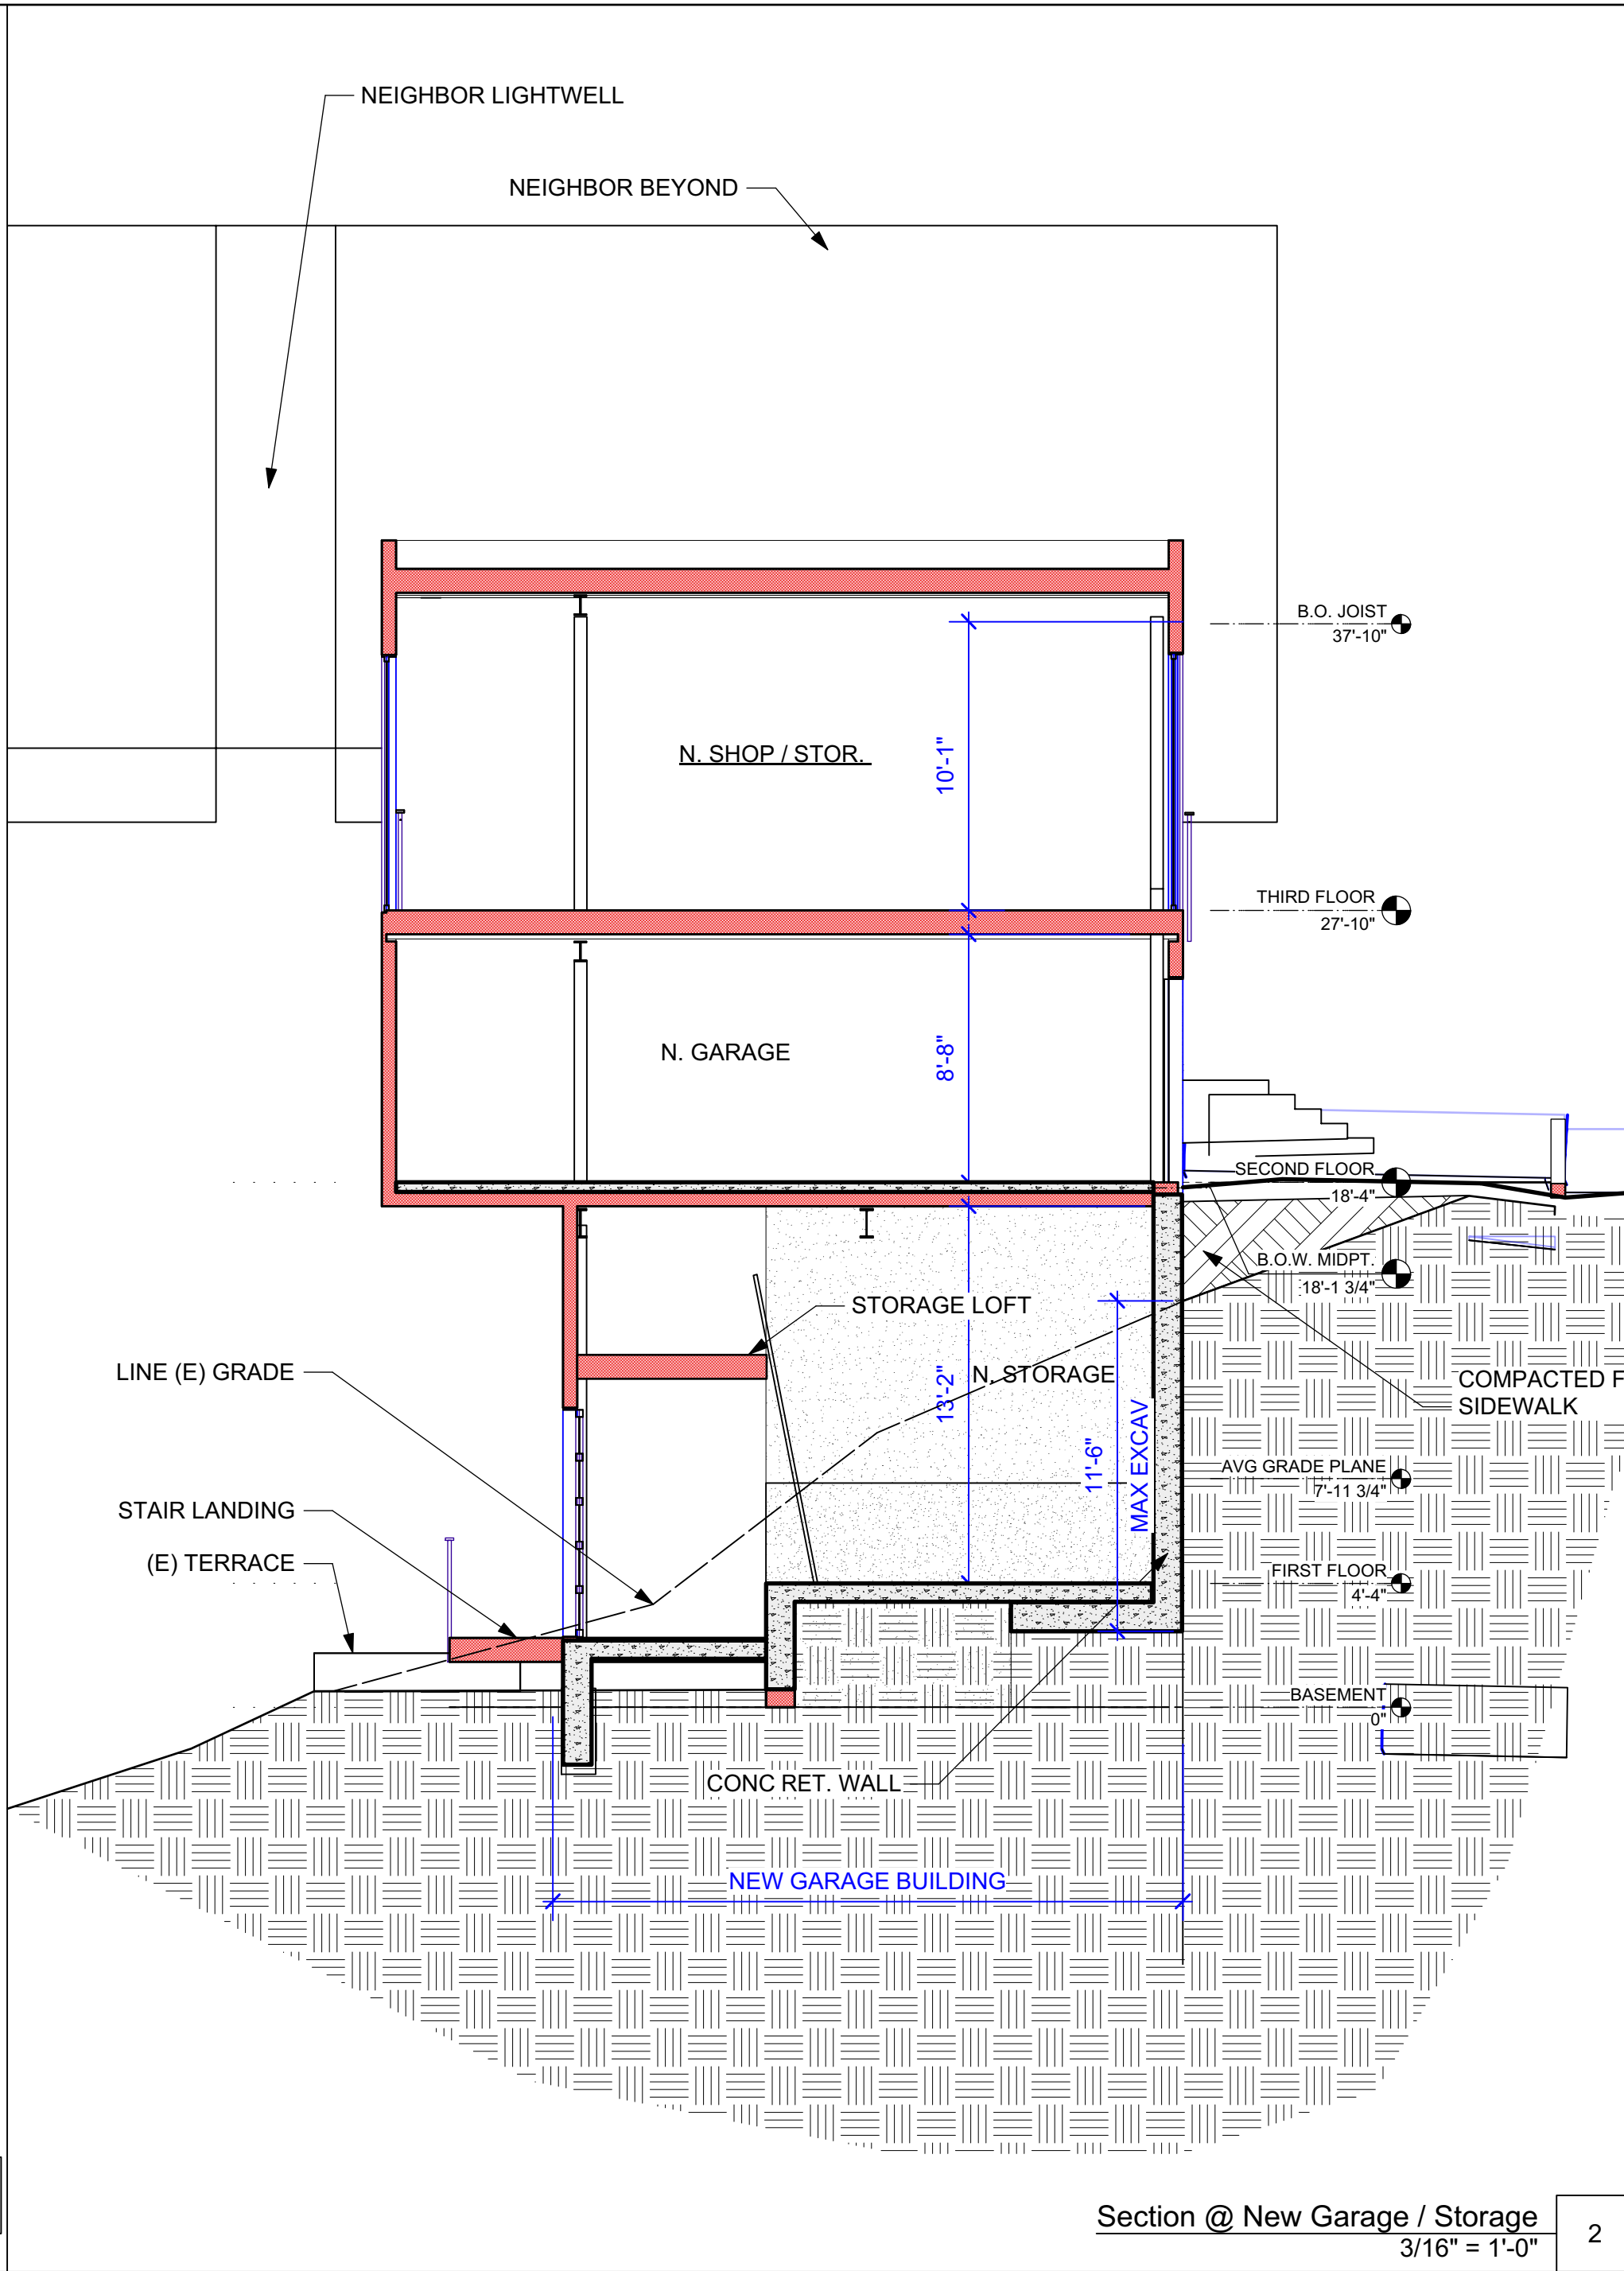 NEIGHBOR LIGHTWELL
NEIGHBOR BEYOND
B.O. JOIST
37'-10"
N. SHOP / STOR.
10'-1"
THIRD FLOOR
27'-10"
N. GARAGE
8'-8"
SECOND FLOOR
18'-4"
B.O.W. MIDPT.
18'-1 3/4"
STORAGE LOFT
LINE (E) GRADE
N. STORAGE
13'-2"
COMPACTED F
SIDEWALK
11'-6"
MAX EXCAV
AVG GRADE PLANE
7'-11 3/4"
STAIR LANDING
(E) TERRACE
FIRST FLOOR
4'-4"
BASEMENT
0"
CONC RET. WALL
NEW GARAGE BUILDING
Section @ New Garage / Storage
3/16" = 1'-0"
2